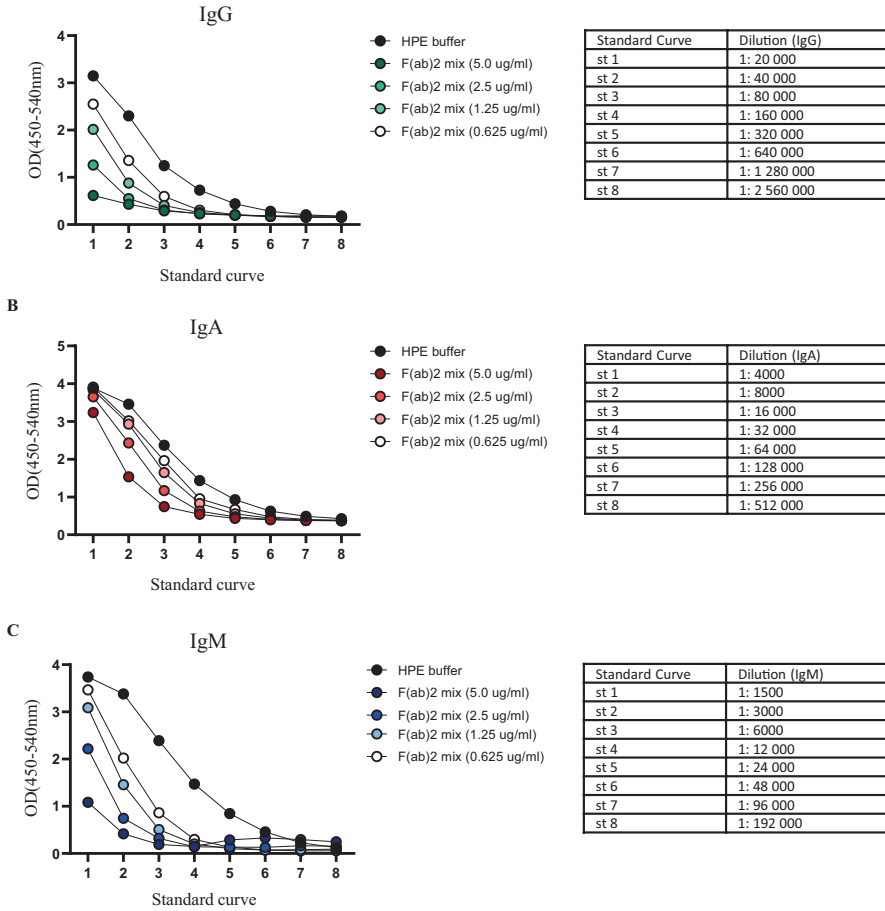 IgG
4
3
2
1
0
OD(450-540nm)
1 2 3 4 5 6 7 8
Standard curve
HPE buffer
F(ab)2 mix (5.0 ug/ml)
F(ab)2 mix (2.5 ug/ml)
F(ab)2 mix (1.25 ug/ml)
F(ab)2 mix (0.625 ug/ml)
Standard Curve Dilution (IgG)
st 1 1: 20 000
st 2 1: 40 000
st 3 1: 80 000
st 4 1: 160 000
st 5 1: 320 000
st 6 1: 640 000
st 7 1: 1 280 000
st 8 1: 2 560 000
B
IgA
5
4
3
2
1
0
OD(450-540nm)
1 2 3 4 5 6 7 8
Standard curve
HPE buffer
F(ab)2 mix (5.0 ug/ml)
F(ab)2 mix (2.5 ug/ml)
F(ab)2 mix (1.25 ug/ml)
F(ab)2 mix (0.625 ug/ml)
Standard Curve Dilution (IgA)
st 1 1: 4000
st 2 1: 8000
st 3 1: 16 000
st 4 1: 32 000
st 5 1: 64 000
st 6 1: 128 000
st 7 1: 256 000
st 8 1: 512 000
C
IgM
4
3
2
1
0
OD(450-540nm)
1 2 3 4 5 6 7 8
Standard curve
HPE buffer
F(ab)2 mix (5.0 ug/ml)
F(ab)2 mix (2.5 ug/ml)
F(ab)2 mix (1.25 ug/ml)
F(ab)2 mix (0.625 ug/ml)
Standard Curve Dilution (IgM)
st 1 1: 1500
st 2 1: 3000
st 3 1: 6000
st 4 1: 12 000
st 5 1: 24 000
st 6 1: 48 000
st 7 1: 96 000
st 8 1: 192 000